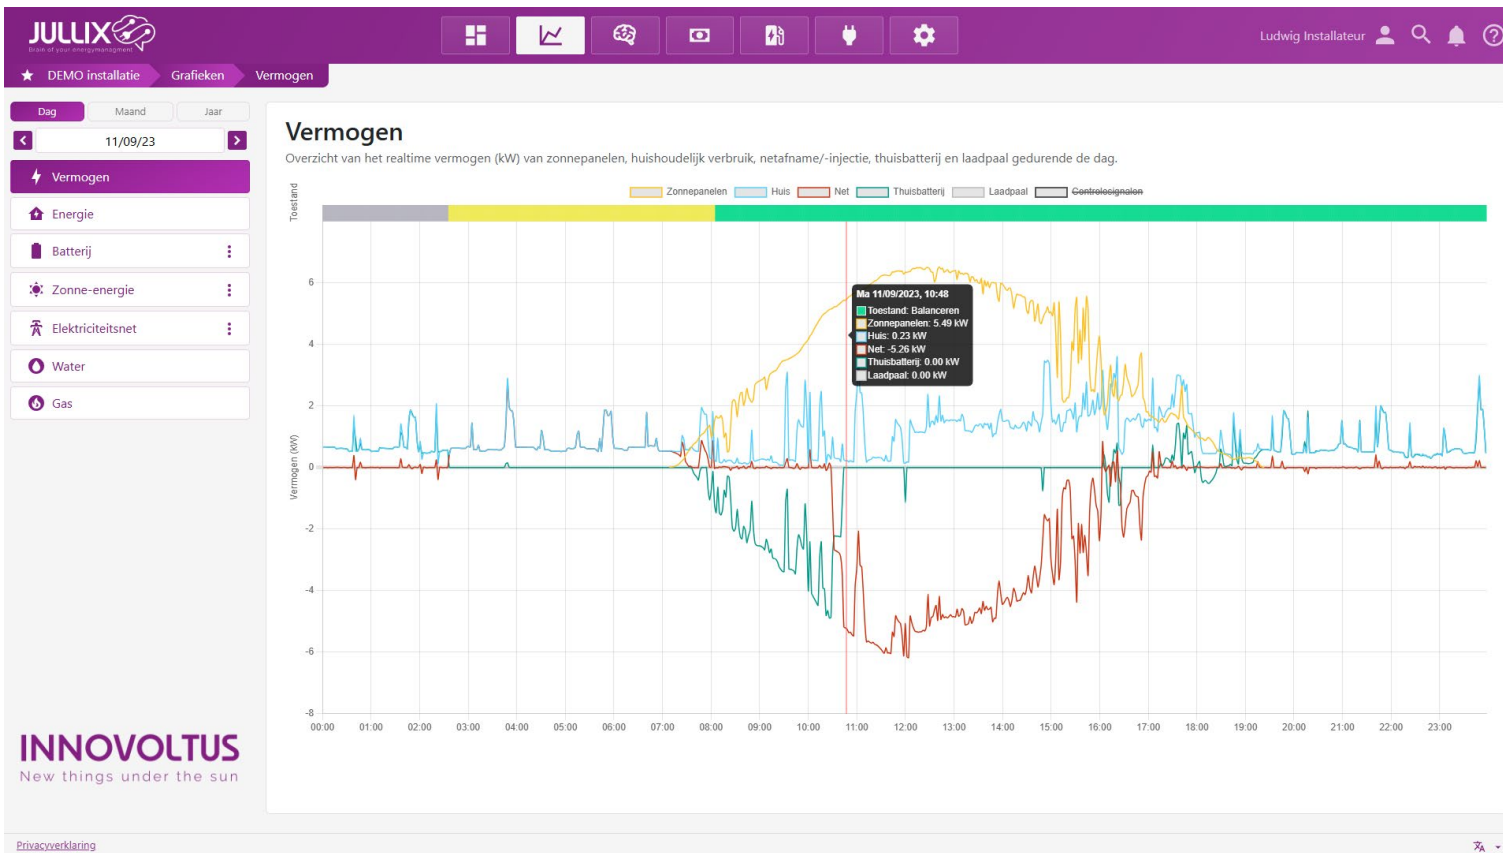 JULLIX
Brain of your energymanagment
Ludwig Installateur
DEMO installatie Grafieken Vermogen
Dag Maand Jaar
11/09/23
Vermogen
Energie
Batterij
Zonne-energie
Elektriciteitsnet
Water
Gas
INNOVOLTUS
New things under the sun
Vermogen
Overzicht van het realtime vermogen (kW) van zonnepanelen, huishoudelijk verbruik, netafname/-injectie, thuisbatterij en laadpaal gedurende de dag.
Zonnepanelen Huis Net Thuisbatterij Laadpaal Controlesignalen
Toestand
Vermogen (kW)
6
4
2
0
-2
-4
-6
-8
Ma 11/09/2023, 10:48
Toestand: Balanceren
Zonnepanelen: 5.49 kW
Huis: 0.23 kW
Net: -5.26 kW
Thuisbatterij: 0.00 kW
Laadpaal: 0.00 kW
00:00 01:00 02:00 03:00 04:00 05:00 06:00 07:00 08:00 09:00 10:00 11:00 12:00 13:00 14:00 15:00 16:00 17:00 18:00 19:00 20:00 21:00 22:00 23:00
Privacyverklaring